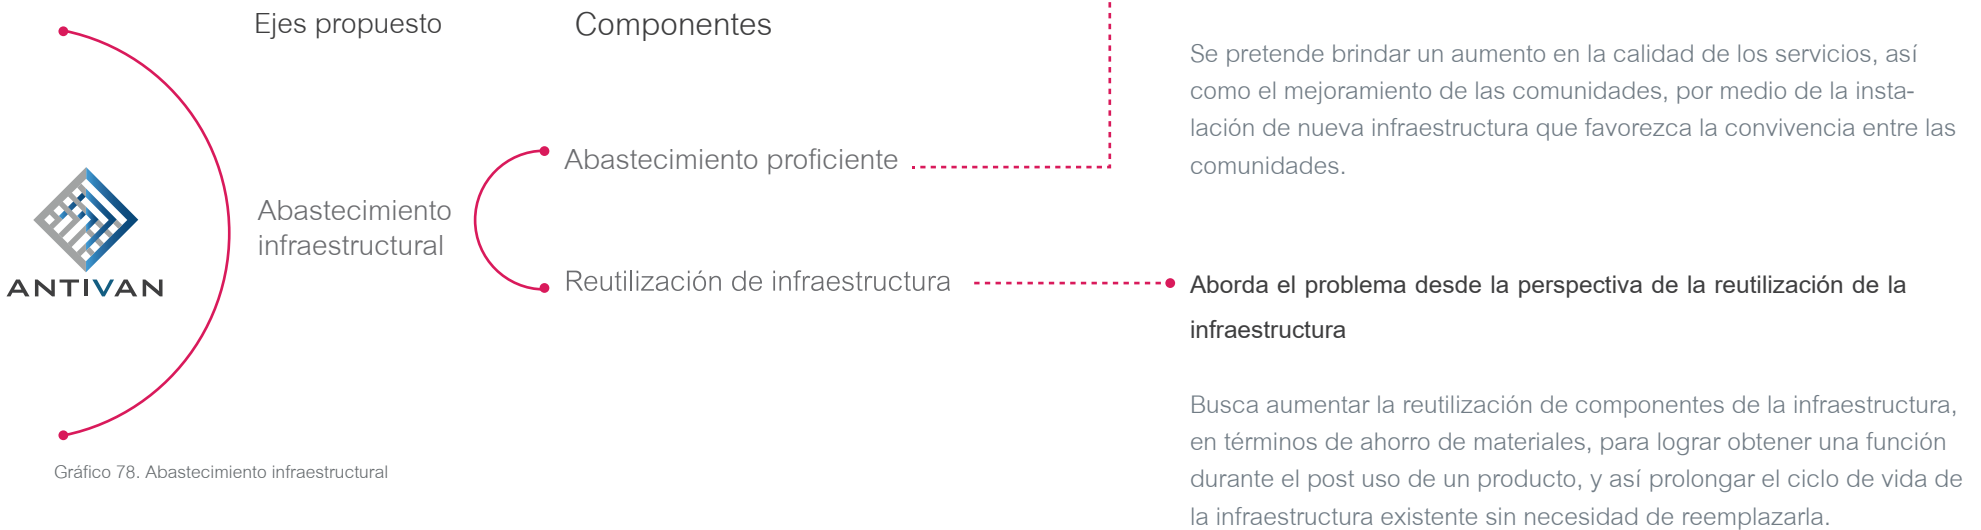 Ejes propuesto
Componentes
Abastecimiento proficiente
Abastecimiento
infraestructural
Reutilización de infraestructura
ANTIVAN
Gráfico 78. Abastecimiento infraestructural
Se pretende brindar un aumento en la calidad de los servicios, así
como el mejoramiento de las comunidades, por medio de la insta-
lación de nueva infraestructura que favorezca la convivencia entre las
comunidades.
Aborda el problema desde la perspectiva de la reutilización de la
infraestructura
Busca aumentar la reutilización de componentes de la infraestructura,
en términos de ahorro de materiales, para lograr obtener una función
durante el post uso de un producto, y así prolongar el ciclo de vida de
la infraestructura existente sin necesidad de reemplazarla.